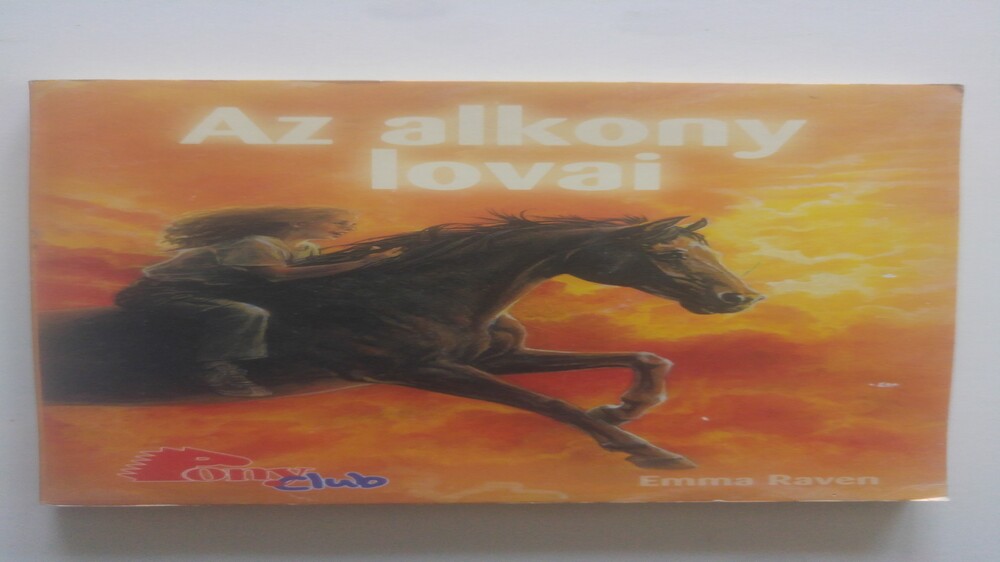 Az alkony
lovai
Pony
club
Emma Raven